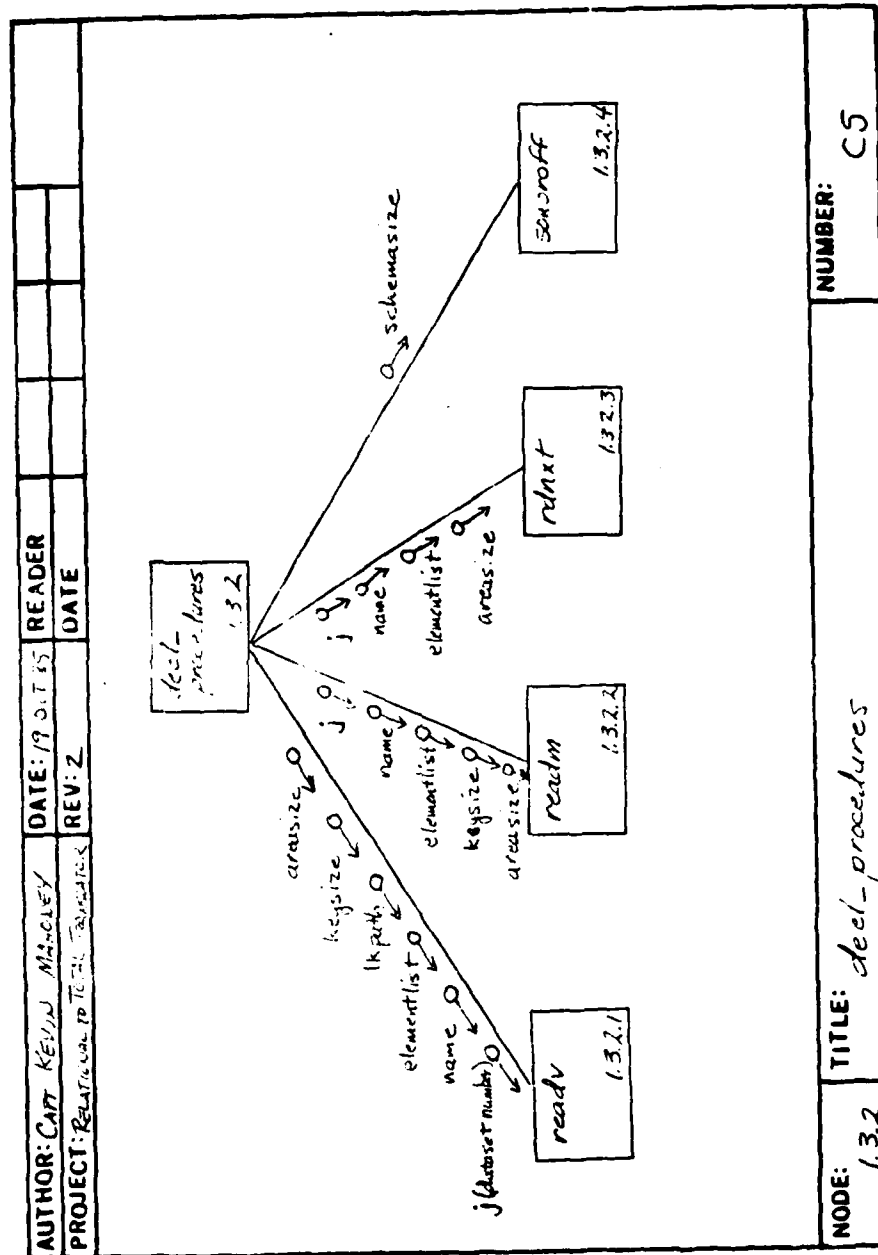 AUTHOR: CAPT KEVIN MANGLEY
DATE: 19 OCT 85
READER
PROJECT: RELATIONAL TO TOTAL TRANSLATOR
REV: 2
DATE
decl_
procedures
1.3.2
areasize
keysize
lkpath
elementlist
name
j (dataset number)
j
name
elementlist
keysize
areasize
j
name
elementlist
areasize
schemasize
readv
1.3.2.1
readm
1.3.2.2
rdnxt
1.3.2.3
sonoroff
1.3.2.4
NODE: 1.3.2
TITLE: decl_procedures
NUMBER: C5